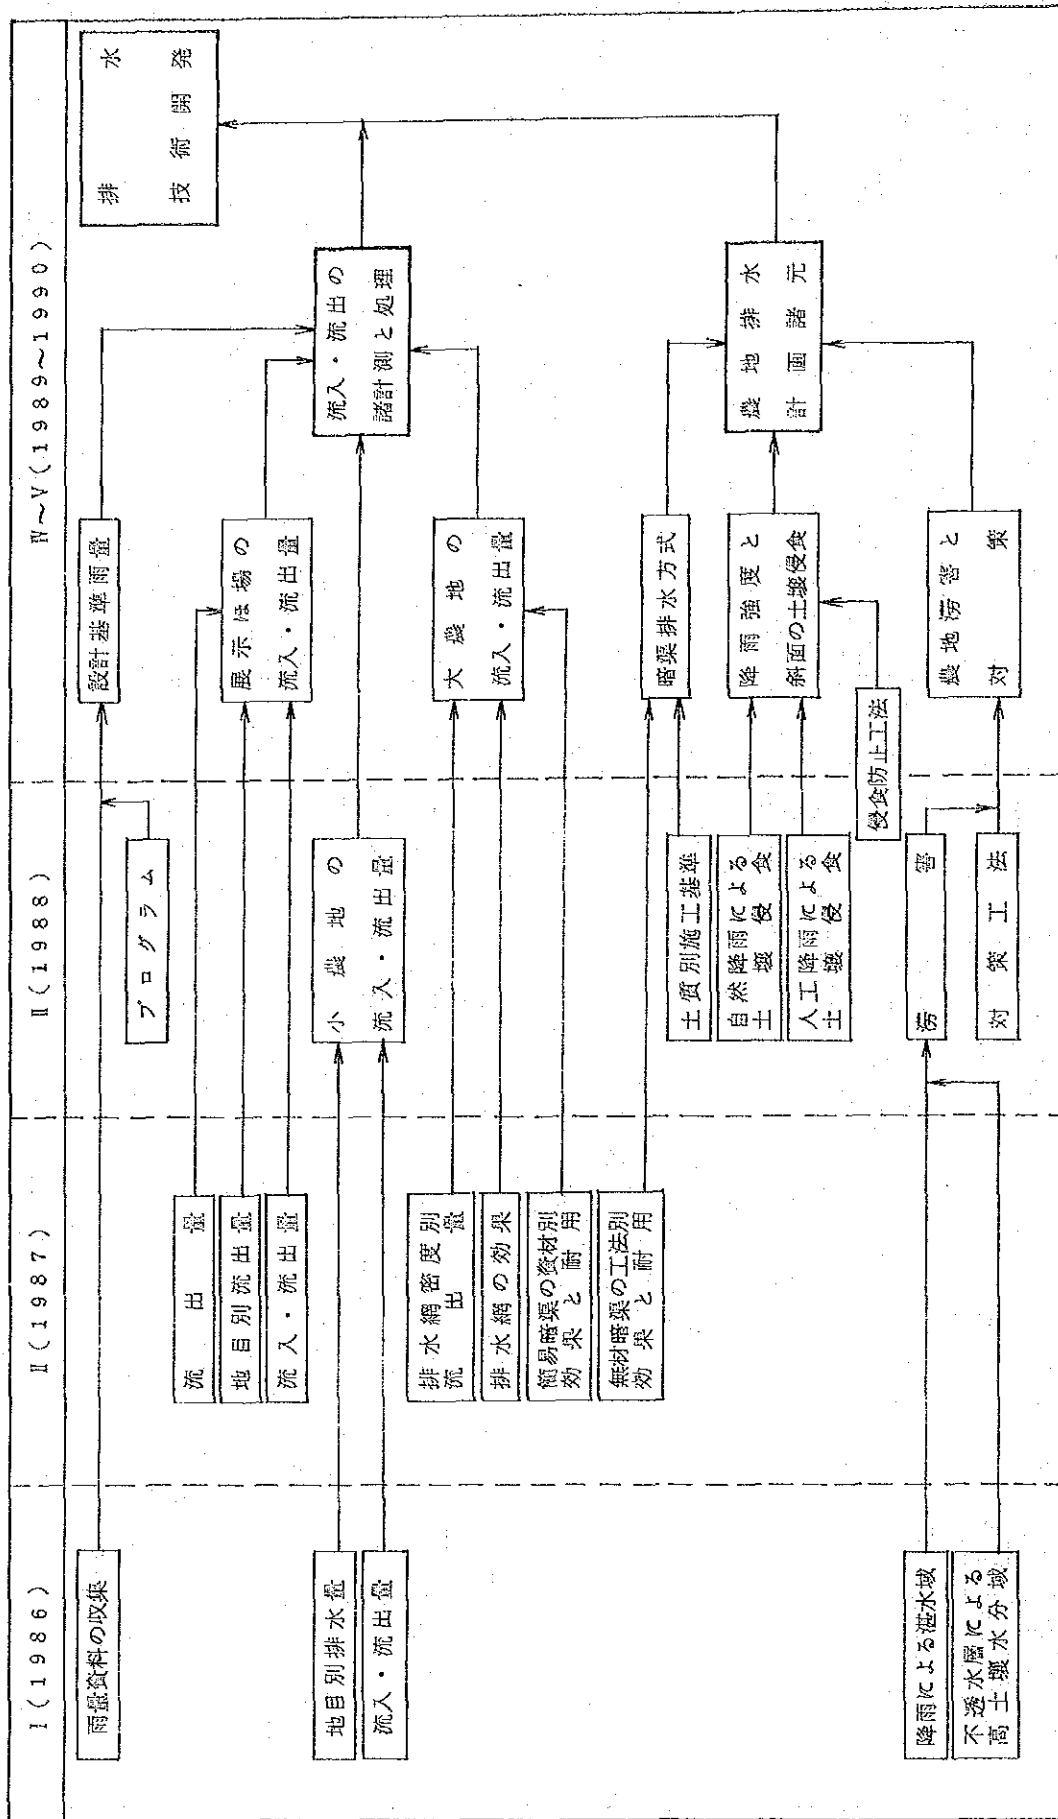 I (1986)
II (1987)
II (1988)
IV～V (1989～1990)
雨量資料の収集
地目別排水量
流入・流出量
降雨による湛水域
不透水層による
高土壌水分域
流出量
地目別流出量
流入・流出量
排水網密度別
流出量
排水網の効果
簡易暗渠の資材別
効果と耐用
無材暗渠の工法別
効果と耐用
プログラム
小農地の
流入・流出量
土質別施工基準
自然降雨による
土壌侵食
人工降雨による
土壌侵食
侵食防止工法
澇害
対策工法
設計基準雨量
展示ほ場の
流入・流出量
大農地の
流入・流出量
暗渠排水方式
降雨強度と
斜面の土壌侵食
農地澇害と
対策
流入・流出の
諸計測と処理
農地排水
計画諸元
排水
技術開発